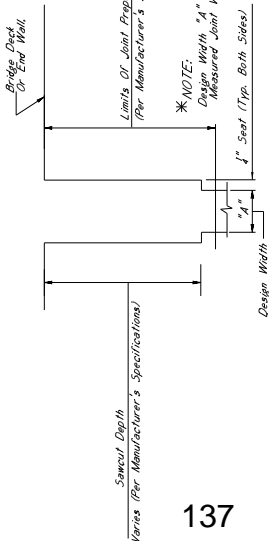 Bridge Deck
Or End Wall.
Limits Of Joint Prep
(Per Manufacturer's
* NOTE:
Design Width "A"
Measured Joint
1/4" Seat (Typ. Both Sides)
"A"
Design Width
Sawcut Depth
Varies (Per Manufacturer's Specifications)
137